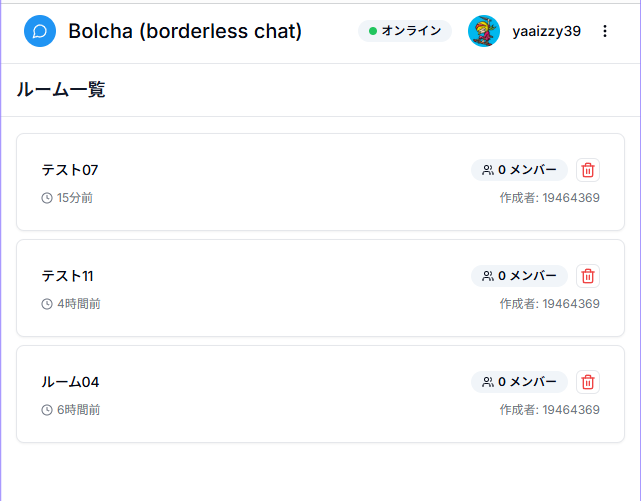 Bolcha (borderless chat)
オンライン
yaaizzy39
ルーム一覧
テスト07
0 メンバー
15分前
作成者: 19464369
テスト11
0 メンバー
4時間前
作成者: 19464369
ルーム04
0 メンバー
6時間前
作成者: 19464369